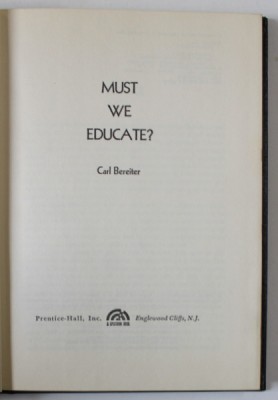 MUST
WE
EDUCATE?
Carl Bereiter
Prentice-Hall, Inc. Englewood Cliffs, N.J.